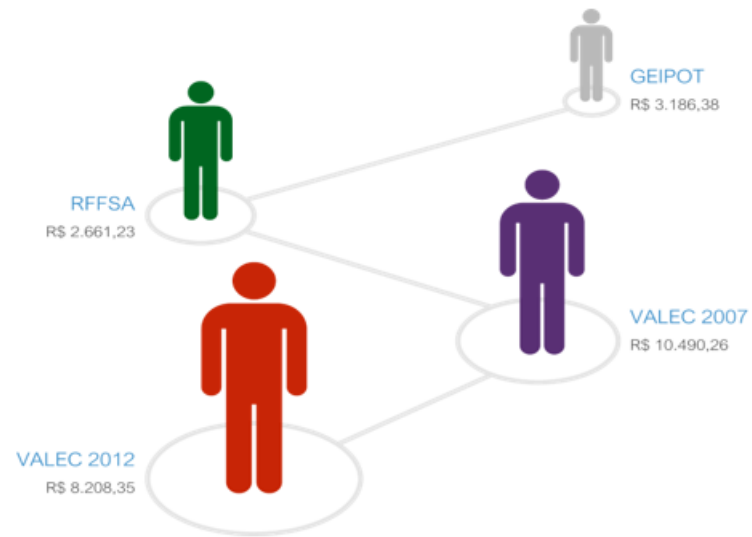 GEIPOT
R$ 3.186,38
RFFSA
R$ 2.661,23
VALEC 2007
R$ 10.490,26
VALEC 2012
R$ 8.208,35